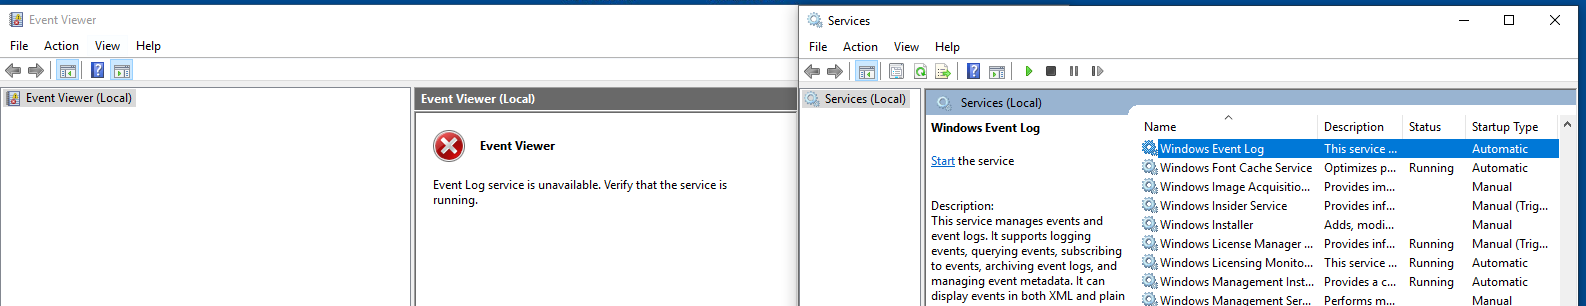 Event Viewer
File Action View Help
Event Viewer (Local)
Event Viewer (Local)
Event Viewer
Event Log service is unavailable. Verify that the service is
running.
Services
File Action View Help
Services (Local)
Services (Local)
Windows Event Log
Start the service
Description:
This service manages events and
event logs. It supports logging
events, querying events, subscribing
to events, archiving event logs, and
managing event metadata. It can
display events in both XML and plain
Name Description Status Startup Type
Windows Event Log This service ... Automatic
Windows Font Cache Service Optimizes p... Running Automatic
Windows Image Acquisitio... Provides im... Manual
Windows Insider Service Provides inf... Manual (Trig...
Windows Installer Adds, modi... Manual
Windows License Manager ... Provides inf... Running Manual (Trig...
Windows Licensing Monito... This service ... Running Automatic
Windows Management Inst... Provides a c... Running Automatic
Windows Management Ser... Performs m... Manual